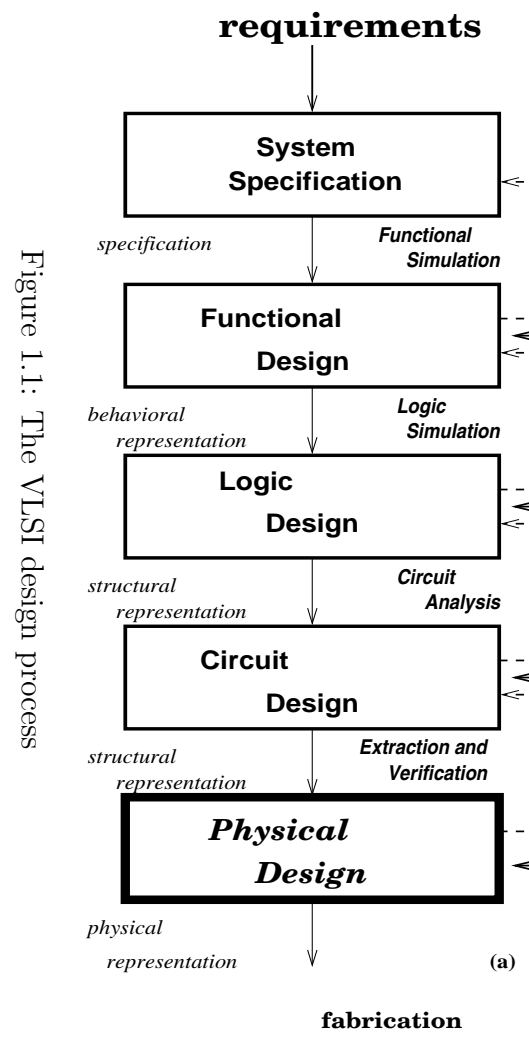 requirements
System
Specification
specification
Functional
Simulation
Functional
Design
behavioral
representation
Logic
Simulation
Logic
Design
structural
representation
Circuit
Analysis
Circuit
Design
structural
representation
Extraction and
Verification
Physical
Design
physical
representation
(a)
fabrication
Figure 1.1: The VLSI design process